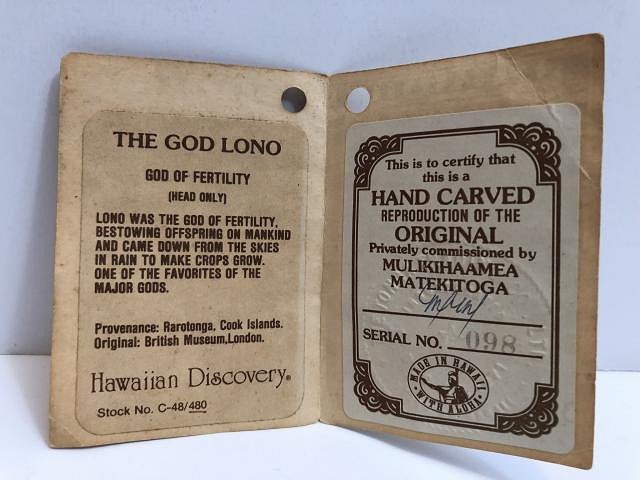 THE GOD LONO
GOD OF FERTILITY
(HEAD ONLY)
LONO WAS THE GOD OF FERTILITY,
BESTOWING OFFSPRING ON MANKIND
AND CAME DOWN FROM THE SKIES
IN RAIN TO MAKE CROPS GROW.
ONE OF THE FAVORITES OF THE
MAJOR GODS.
Provenance: Rarotonga, Cook Islands.
Original: British Museum, London.
Hawaiian Discovery®
Stock No. C-48/480
This is to certify that
this is a
HAND CARVED
REPRODUCTION OF THE
ORIGINAL
Privately commissioned by
MULIKIHAAMEA
MATEKITOGA
SERIAL NO. 098
MADE IN HAWAII
WITH ALOHA